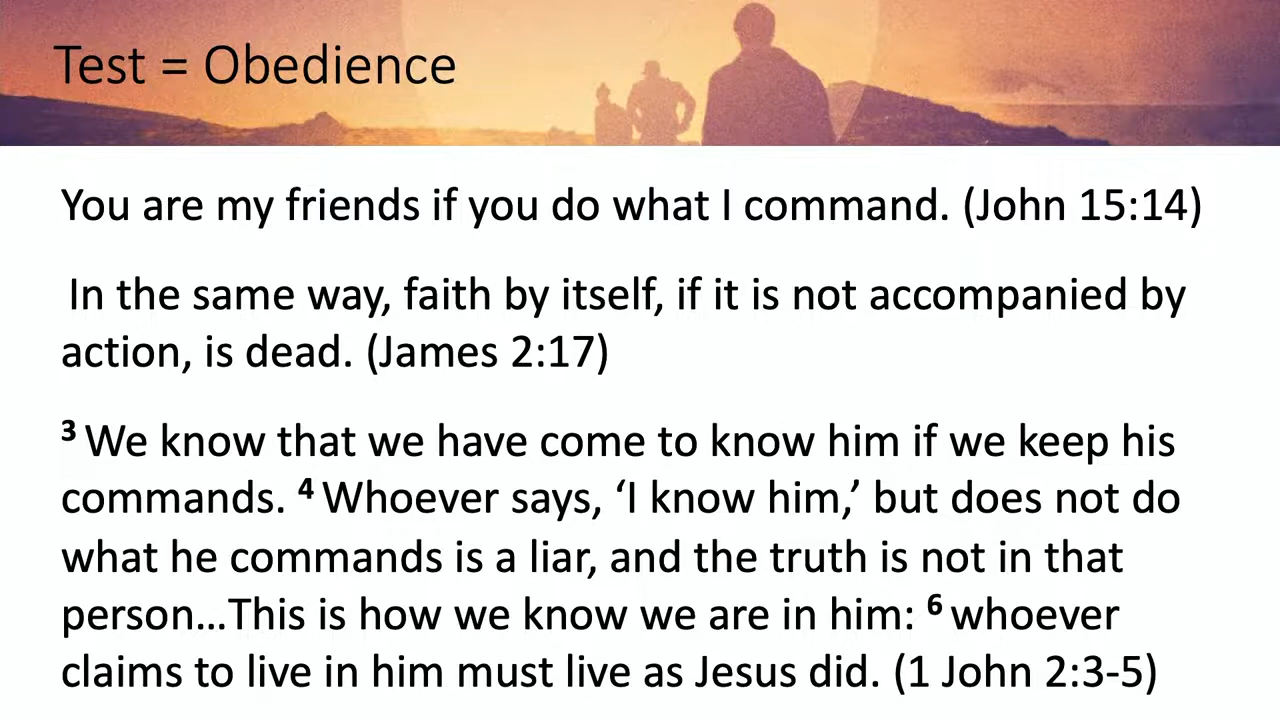 Test = Obedience
You are my friends if you do what I command. (John 15:14)
In the same way, faith by itself, if it is not accompanied by
action, is dead. (James 2:17)
³ We know that we have come to know him if we keep his
commands. ⁴ Whoever says, ‘I know him,’ but does not do
what he commands is a liar, and the truth is not in that
person…This is how we know we are in him: ⁶ whoever
claims to live in him must live as Jesus did. (1 John 2:3-5)